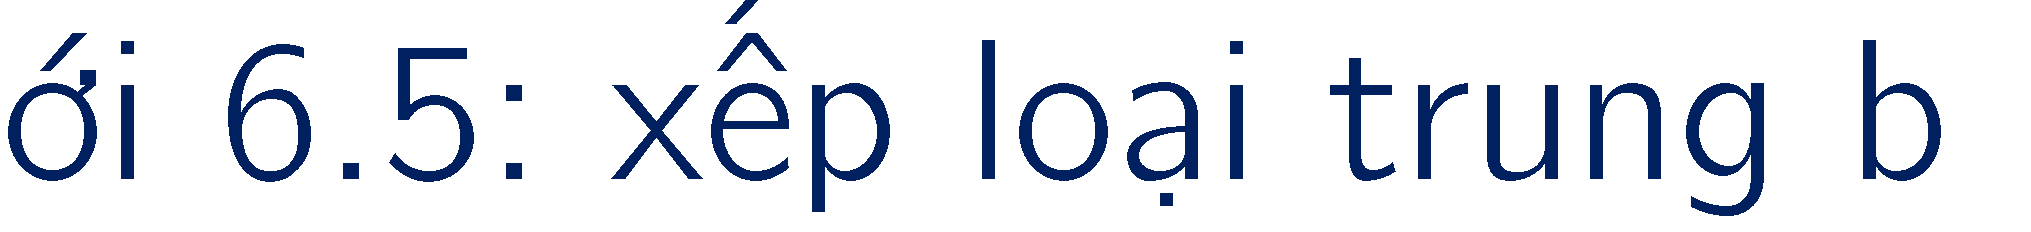 ới 6.5: xếp loại trung b